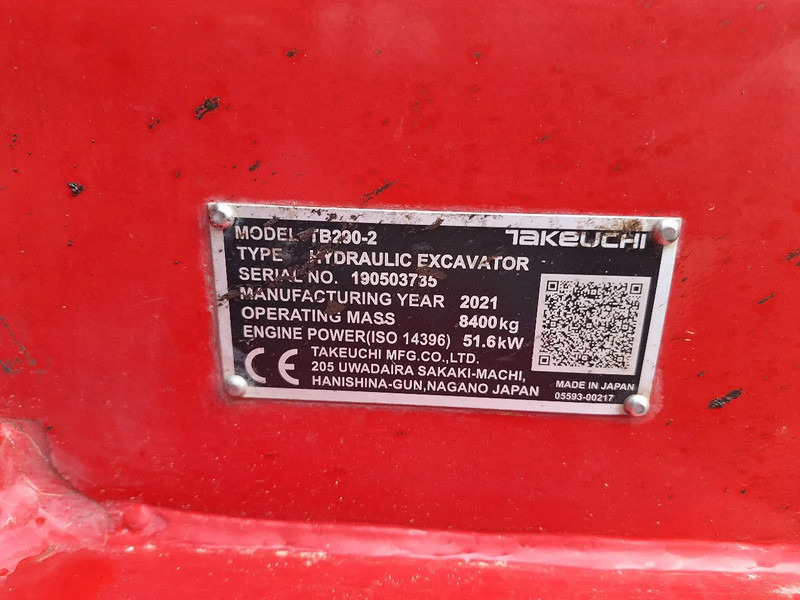 TAKEUCHI
MODEL TB290-2
TYPE HYDRAULIC EXCAVATOR
SERIAL NO. 190503735
MANUFACTURING YEAR 2021
OPERATING MASS 8400kg
ENGINE POWER(ISO 14396) 51.6kW
CE
TAKEUCHI MFG.CO.,LTD.
205 UWADAIRA SAKAKI-MACHI,
HANISHINA-GUN,NAGANO JAPAN
MADE IN JAPAN
05593-00217